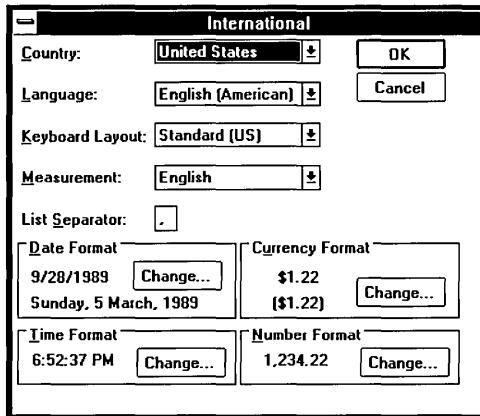 International
Country: United States OK
Language: English (American) Cancel
Keyboard Layout: Standard (US)
Measurement: English
List Separator: ,
Date Format
9/28/1989 Change...
Sunday, 5 March, 1989
Currency Format
$1.22
($1.22) Change...
Time Format
6:52:37 PM Change...
Number Format
1,234.22 Change...